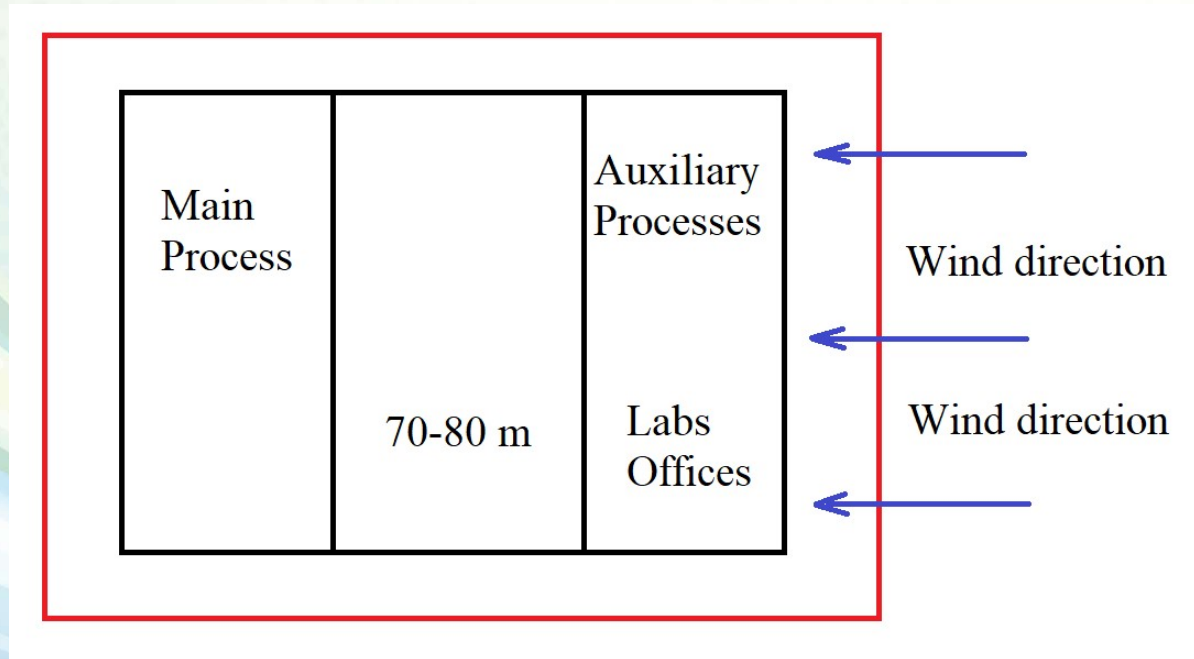 Main
Process
Auxiliary
Processes
Wind direction
70-80 m
Labs
Offices
Wind direction